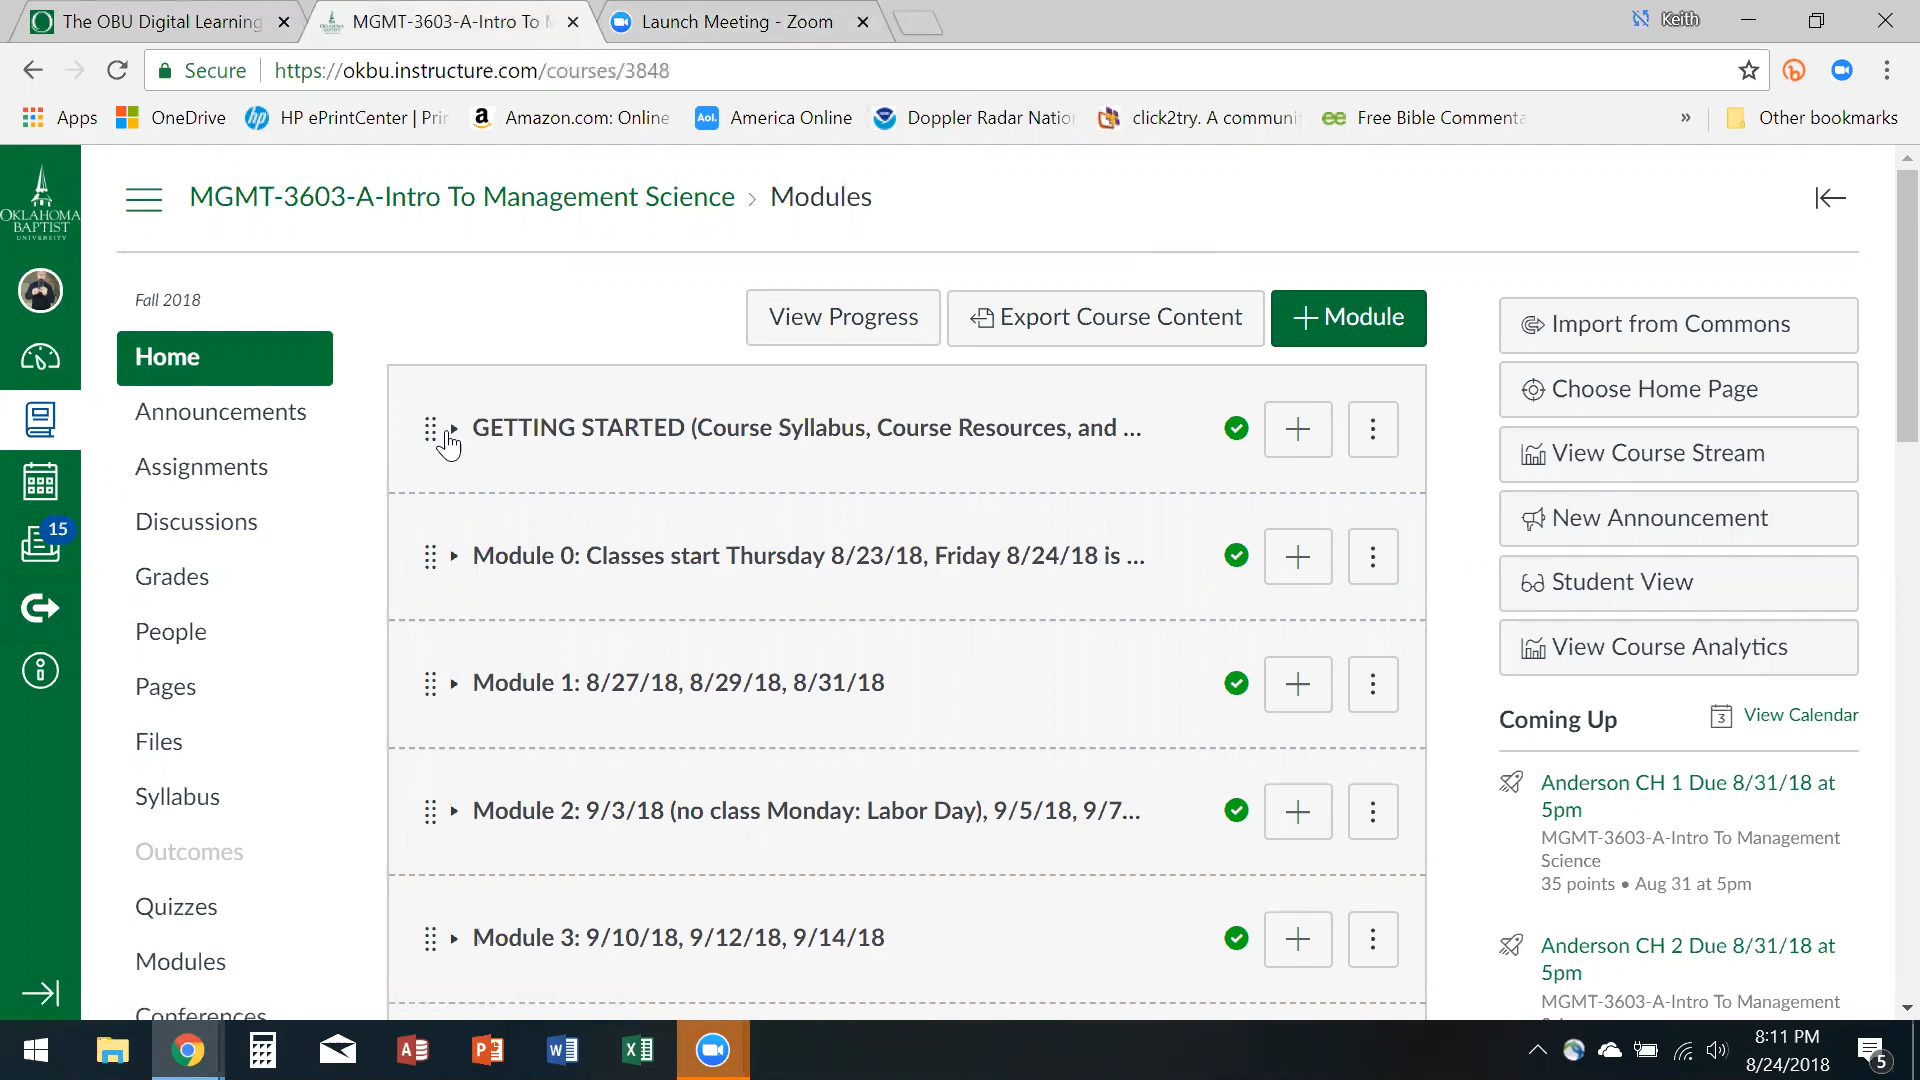 The OBU Digital Learning
MGMT-3603-A-Intro To M
Launch Meeting - Zoom
Keith
Secure
https://okbu.instructure.com/courses/3848
Apps
OneDrive
HP ePrintCenter | Prin
Amazon.com: Online
Aol.
America Online
Doppler Radar Nation
click2try. A communi
Free Bible Commenta
»
Other bookmarks
OKLAHOMA
BAPTIST
UNIVERSITY
MGMT-3603-A-Intro To Management Science > Modules
Fall 2018
View Progress
Export Course Content
+ Module
Home
Announcements
Assignments
Discussions
Grades
People
Pages
Files
Syllabus
Outcomes
Quizzes
Modules
Conferences
15
GETTING STARTED (Course Syllabus, Course Resources, and ...
Module 0: Classes start Thursday 8/23/18, Friday 8/24/18 is ...
Module 1: 8/27/18, 8/29/18, 8/31/18
Module 2: 9/3/18 (no class Monday: Labor Day), 9/5/18, 9/7...
Module 3: 9/10/18, 9/12/18, 9/14/18
Import from Commons
Choose Home Page
View Course Stream
New Announcement
Student View
View Course Analytics
Coming Up
3 View Calendar
Anderson CH 1 Due 8/31/18 at
5pm
MGMT-3603-A-Intro To Management
Science
35 points • Aug 31 at 5pm
Anderson CH 2 Due 8/31/18 at
5pm
MGMT-3603-A-Intro To Management
8:11 PM
8/24/2018
5